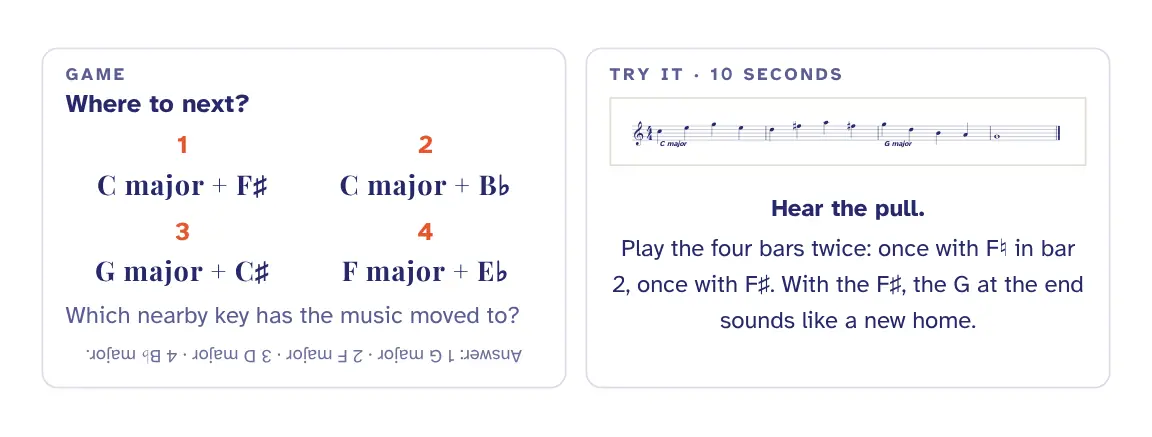 GAME
Where to next?
1
2
C major + F♯
C major + B♭
3
4
G major + C♯
F major + E♭
Which nearby key has the music moved to?
Answer: 1 G major · 2 F major · 3 D major · 4 B♭ major.
TRY IT · 10 SECONDS
4
4
C major
G major
Hear the pull.
Play the four bars twice: once with F♮ in bar
2, once with F♯. With the F♯, the G at the end
sounds like a new home.